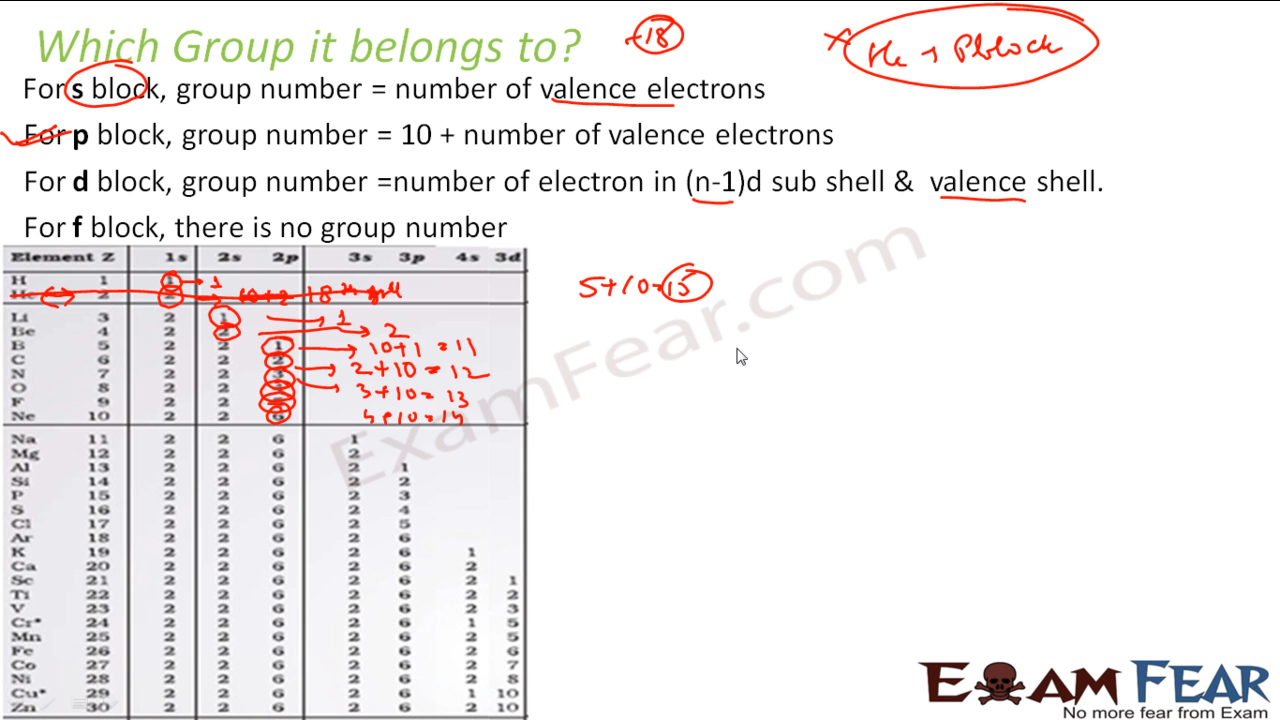 Which Group it belongs to?
18
He → P block
For s block, group number = number of valence electrons
For p block, group number = 10 + number of valence electrons
For d block, group number =number of electron in (n-1)d sub shell & valence shell.
For f block, there is no group number
Element Z 1s 2s 2p 3s 3p 4s 3d
H 1 1 → 1
He 2 2 → 10+2 18
5+10=15
Li 3 2 1 → 1
Be 4 2 2 → 2
B 5 2 2 1 → 10+1 = 11
C 6 2 2 2 → 2+10 = 12
N 7 2 2 3 → 3+10 = 13
O 8 2 2
F 9 2 2
Ne 10 2 2 6 4+10=14
Na 11 2 2 6 1
Mg 12 2 2 6 2
Al 13 2 2 6 2 1
Si 14 2 2 6 2 2
P 15 2 2 6 2 3
S 16 2 2 6 2 4
Cl 17 2 2 6 2 5
Ar 18 2 2 6 2 6
K 19 2 2 6 2 6 1
Ca 20 2 2 6 2 6 2
Sc 21 2 2 6 2 6 2 1
Ti 22 2 2 6 2 6 2 2
V 23 2 2 6 2 6 2 3
Cr* 24 2 2 6 2 6 1 5
Mn 25 2 2 6 2 6 2 5
Fe 26 2 2 6 2 6 2 6
Co 27 2 2 6 2 6 2 7
Ni 28 2 2 6 2 6 2 8
Cu* 29 2 2 6 2 6 1 10
Zn 30 2 2 6 2 6 2 10
ExamFear.com
EXAM FEAR
No more fear from Exam